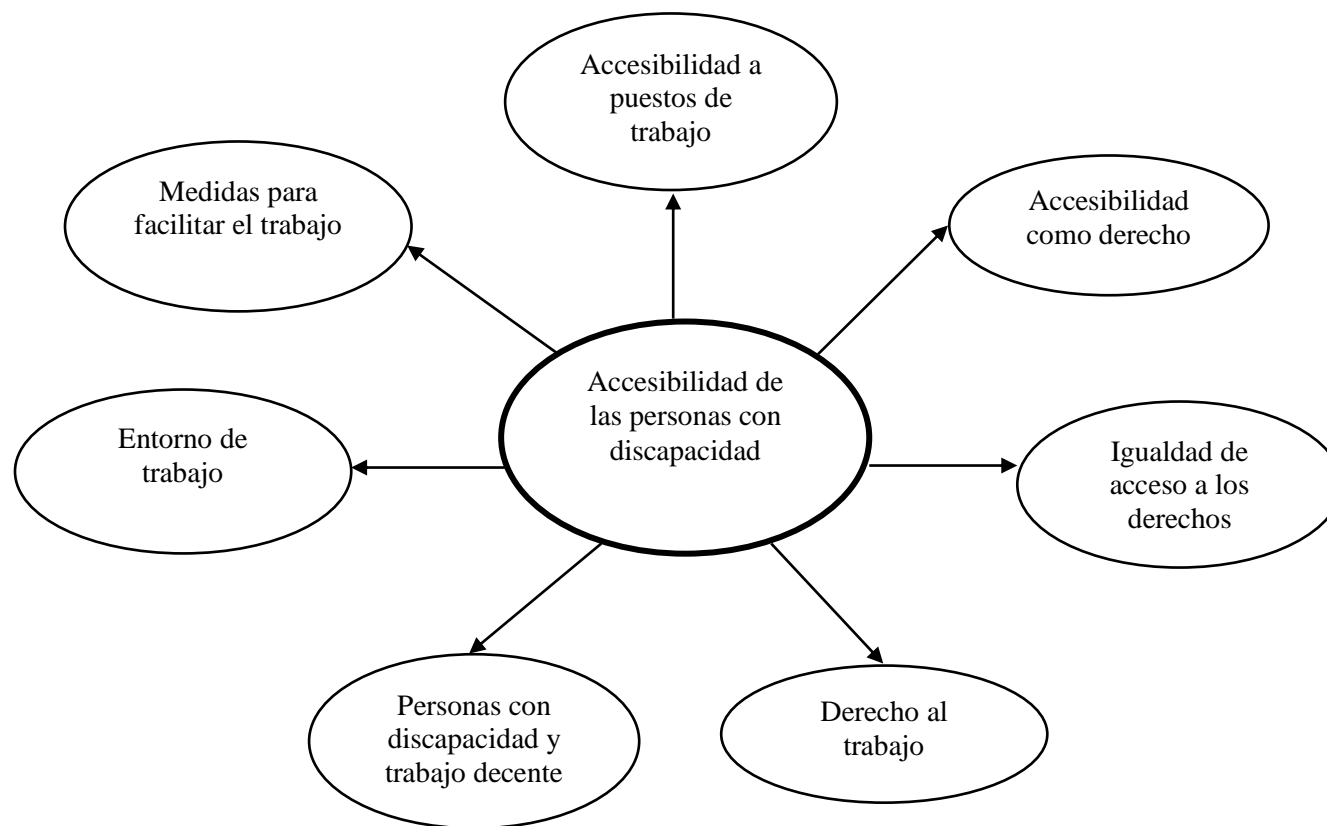 Accesibilidad a
puestos de
trabajo
Medidas para
facilitar el trabajo
Accesibilidad
como derecho
Accesibilidad de
las personas con
discapacidad
Entorno de
trabajo
Igualdad de
acceso a los
derechos
Personas con
discapacidad y
trabajo decente
Derecho al
trabajo